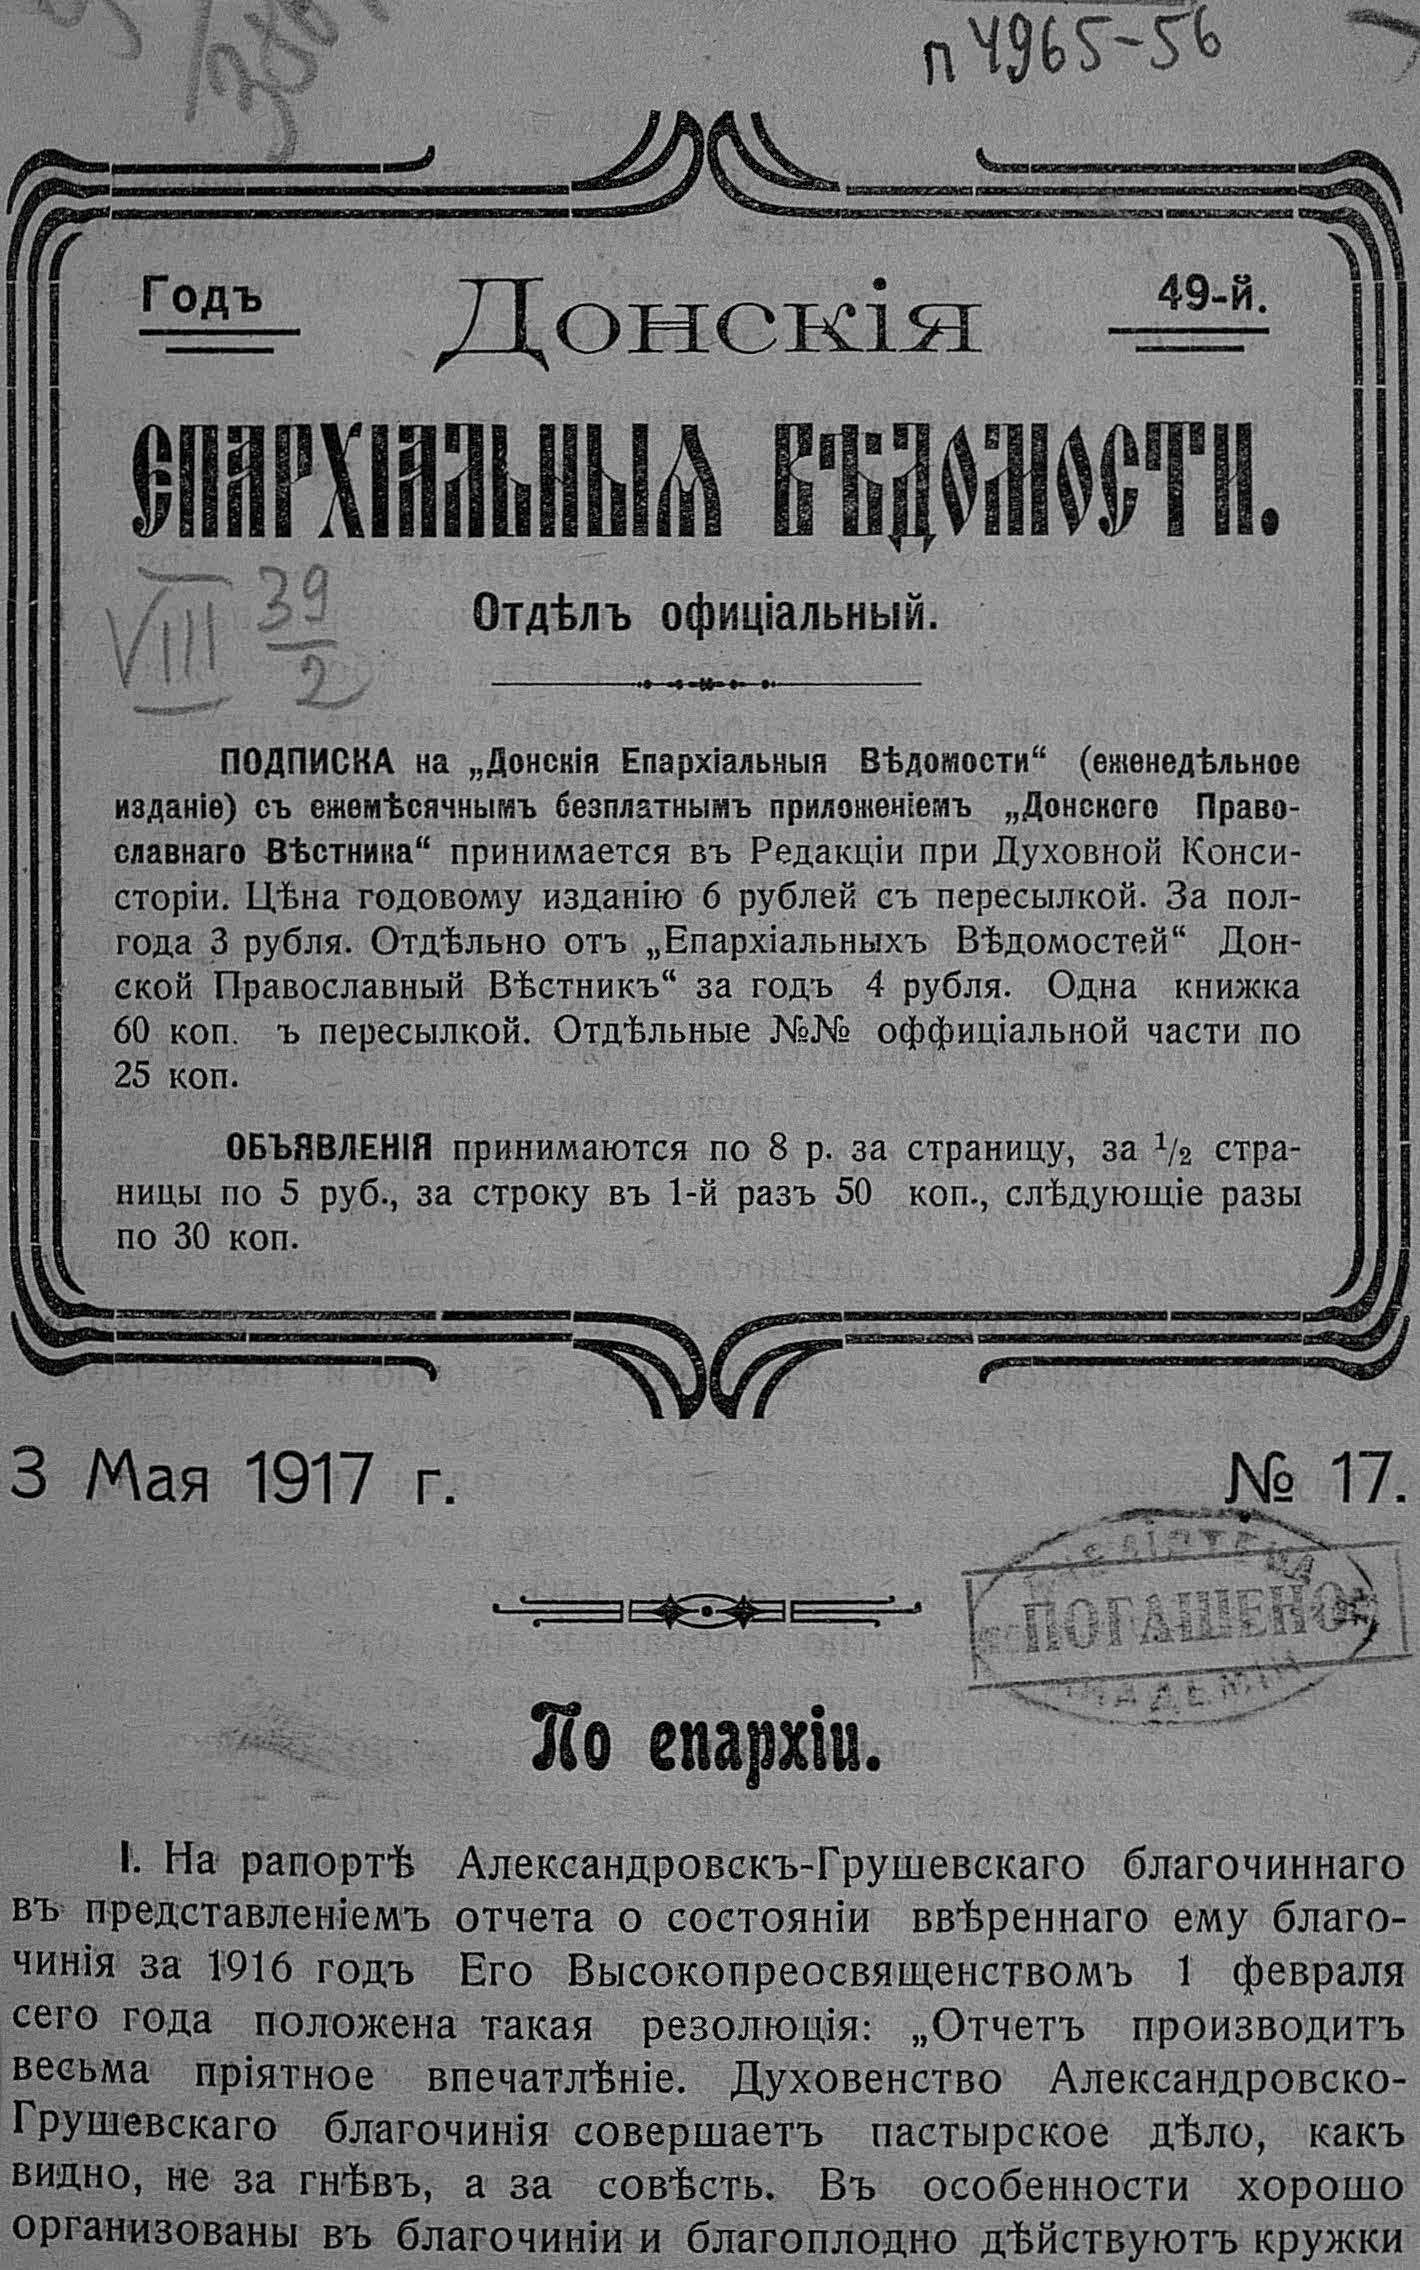 п 4965-56
Годъ
49-й.
Донскія
Епархіальныя Вѣдомости.
VIII 39/2
Отдѣлъ офиціальный.
ПОДПИСКА на „Донскія Епархіальныя Вѣдомости“ (еженедѣльное
изданіе) съ ежемѣсячнымъ безплатнымъ приложеніемъ „Донского Право-
славнаго Вѣстника“ принимается въ Редакціи при Духовной Конси-
сторіи. Цѣна годовому изданію 6 рублей съ пересылкой. За пол-
года 3 рубля. Отдѣльно отъ „Епархіальныхъ Вѣдомостей“ Дон-
ской Православный Вѣстникъ“ за годъ 4 рубля. Одна книжка
60 коп. ъ пересылкой. Отдѣльные №№ оффиціальной части по
25 коп.
ОБЪЯВЛЕНІЯ принимаются по 8 р. за страницу, за 1/2 стра-
ницы по 5 руб., за строку въ 1-й разъ 50 коп., слѣдующіе разы
по 30 коп.
3 Мая 1917 г.
№ 17.
ПОГАШЕНО
По епархіи.
I. На рапортѣ Александровскъ-Грушевскаго благочиннаго
въ представленіемъ отчета о состояніи ввѣреннаго ему благо-
чинія за 1916 годъ Его Высокопреосвященствомъ 1 февраля
сего года положена такая резолюція: „Отчетъ производитъ
весьма пріятное впечатлѣніе. Духовенство Александровско-
Грушевскаго благочинія совершаетъ пастырское дѣло, какъ
видно, не за гнѣвъ, а за совѣсть. Въ особенности хорошо
организованы въ благочиніи и благоплодно дѣйствуютъ кружки